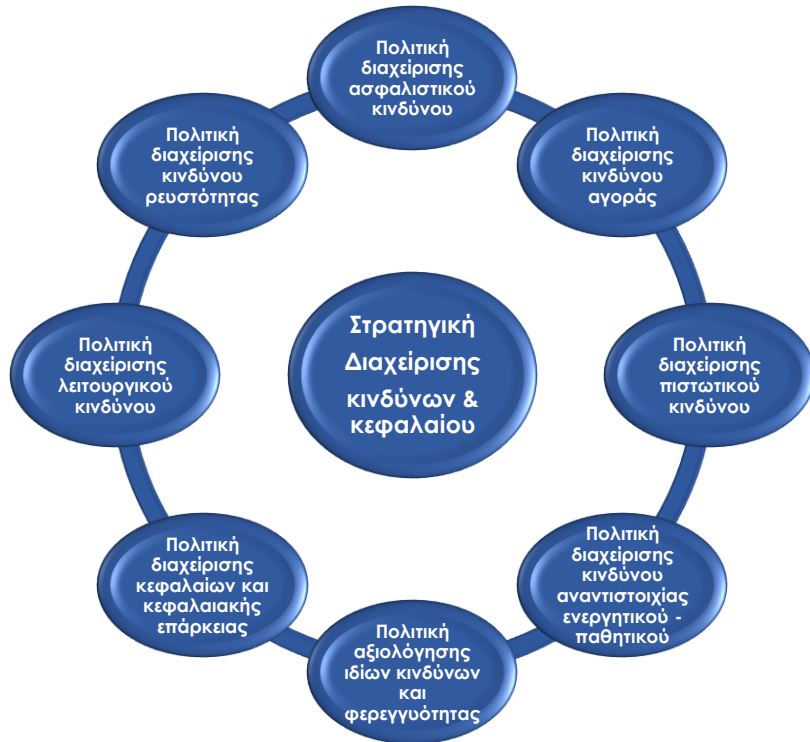 Πολιτική
διαχείρισης
ασφαλιστικού
κινδύνου
Πολιτική
διαχείρισης
κινδύνου
αγοράς
Πολιτική
διαχείρισης
πιστωτικού
κινδύνου
Πολιτική
διαχείρισης
κινδύνου
αναντιστοιχίας
ενεργητικού -
παθητικού
Πολιτική
αξιολόγησης
ιδίων κινδύνων
και
φερεγγυότητας
Πολιτική
διαχείρισης
κεφαλαίων και
κεφαλαιακής
επάρκειας
Πολιτική
διαχείρισης
λειτουργικού
κινδύνου
Πολιτική
διαχείρισης
κινδύνου
ρευστότητας
Στρατηγική
Διαχείρισης
κινδύνων &
κεφαλαίου